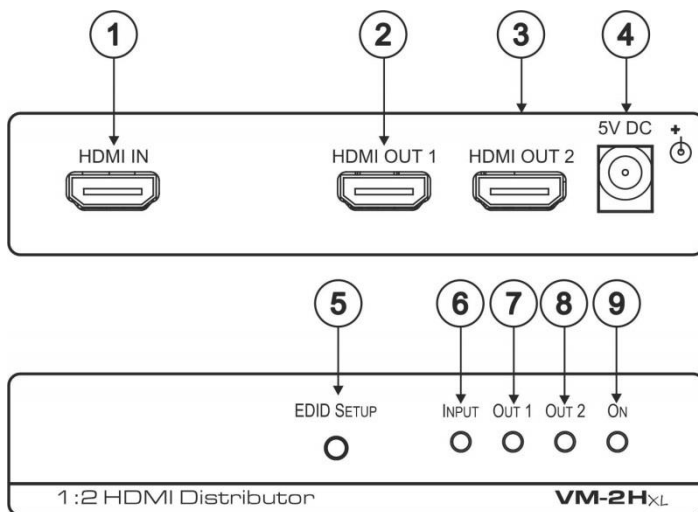 1 2 3 4
5V DC +
HDMI IN HDMI OUT 1 HDMI OUT 2
5 6 7 8 9
EDID SETUP INPUT OUT 1 OUT 2 ON
1:2 HDMI Distributor VM-2HXL